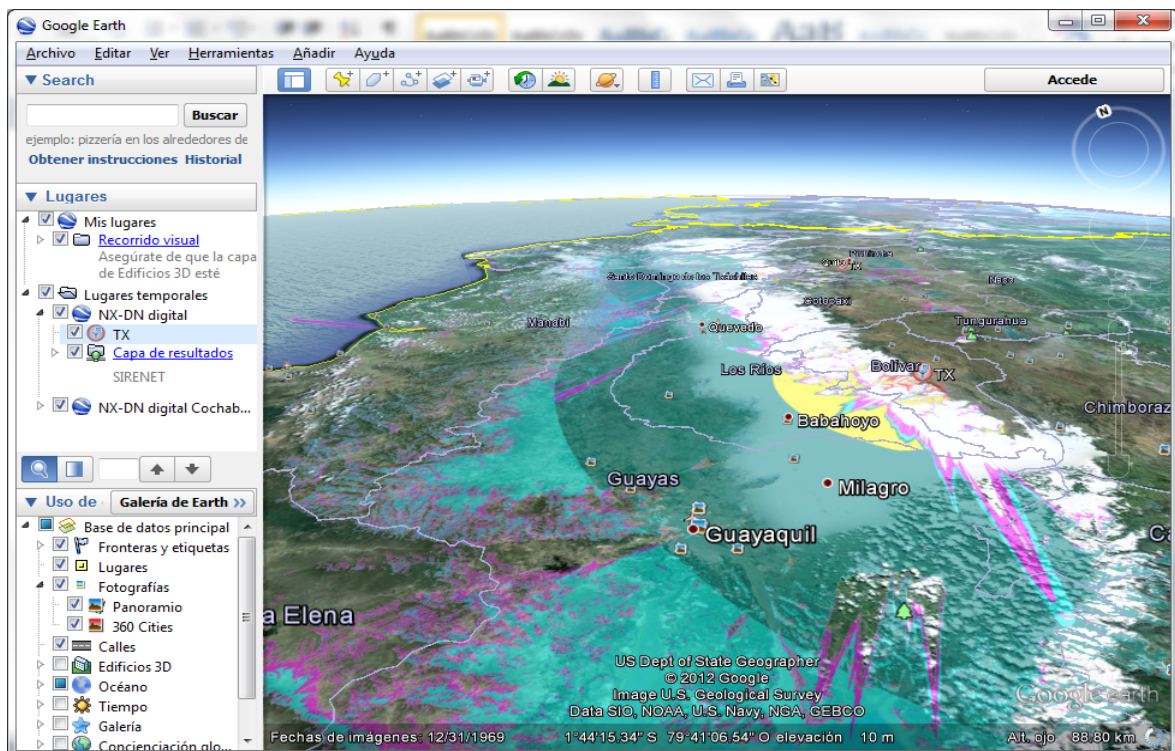 Google Earth
Archivo Editar Ver Herramientas Añadir Ayuda
Search
Buscar
ejemplo: pizzería en los alrededores de
Obtener instrucciones Historial
Lugares
Mis lugares
Recorrido visual
Asegúrate de que la capa
de Edificios 3D esté
Lugares temporales
NX-DN digital
TX
Capa de resultados
SIRENET
NX-DN digital Cochab...
Uso de Galería de Earth >>
Base de datos principal
Fronteras y etiquetas
Lugares
Fotografías
Panoramio
360 Cities
Calles
Edificios 3D
Océano
Tiempo
Galería
Concienciación glo...
Accede
N
Pichincha
Quito TX
Santo Domingo de los Tsáchilas
Napo
Cotopaxi
Manabí
Tungurahua
Quevedo
Los Ríos
Bolívar TX
Chimboraz
Babahoyo
Guayas
Milagro
Guayaquil
Ca
a Elena
US Dept of State Geographer
© 2012 Google
Image U.S. Geological Survey
Data SIO, NOAA, U.S. Navy, NGA, GEBCO
Google earth
Fechas de imágenes: 12/31/1969 1°44'15.34" S 79°41'06.54" O elevación 10 m Alt. ojo 88.80 km